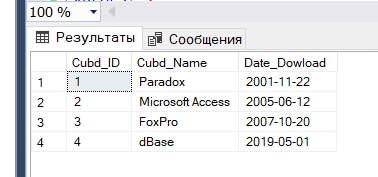 100 %
Результаты Сообщения
Cubd_ID Cubd_Name Date_Dowload
1 1 Paradox 2001-11-22
2 2 Microsoft Access 2005-06-12
3 3 FoxPro 2007-10-20
4 4 dBase 2019-05-01